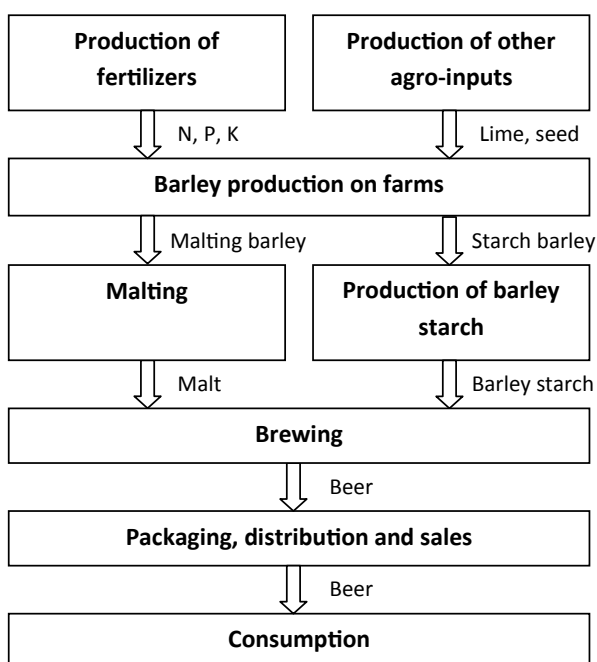 Production of
fertilizers
Production of other
agro-inputs
N, P, K
Lime, seed
Barley production on farms
Malting barley
Starch barley
Malting
Production of barley
starch
Malt
Barley starch
Brewing
Beer
Packaging, distribution and sales
Beer
Consumption